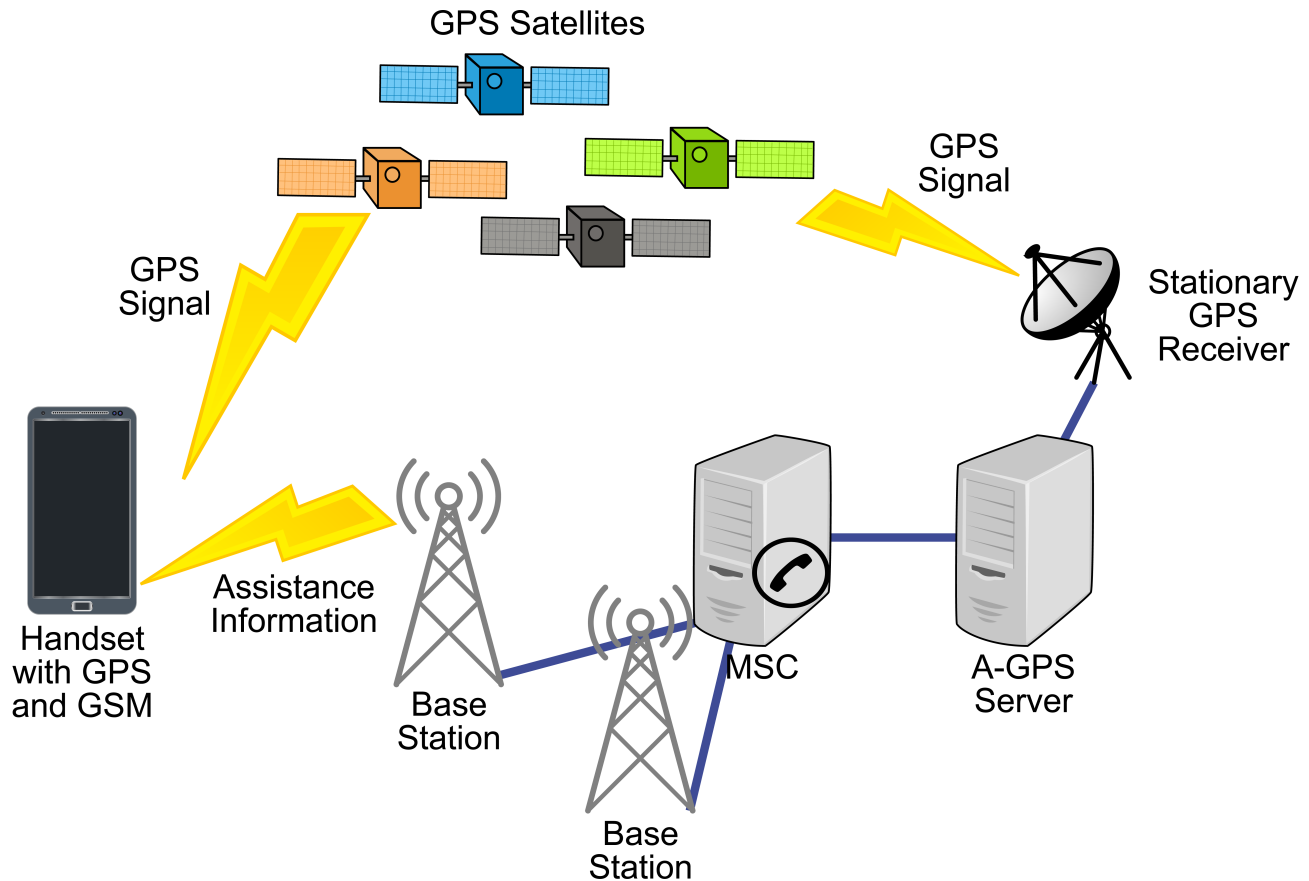 GPS Satellites
GPS
Signal
GPS
Signal
Stationary
GPS
Receiver
Assistance
Information
Handset
with GPS
and GSM
Base
Station
MSC
A-GPS
Server
Base
Station